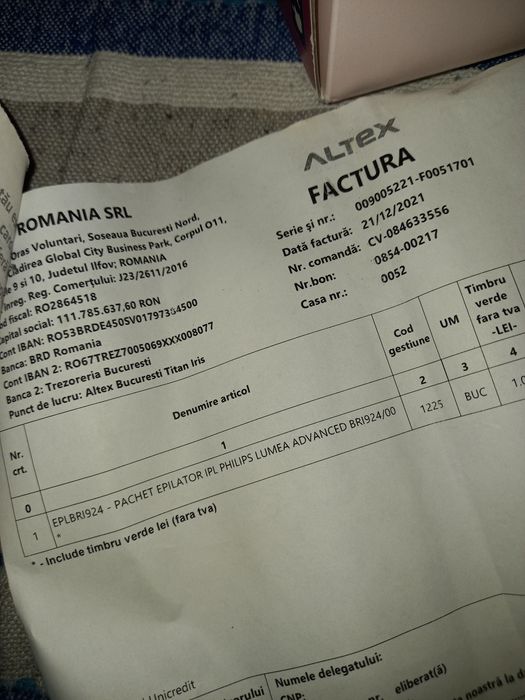 ALTEX
FACTURA
Serie și nr.: 009005221-F0051701
Dată factură: 21/12/2021
Nr. comandă: CV-084633556
Nr.bon: 0854-00217
Casa nr.: 0052
ROMANIA SRL
Oras Voluntari, Soseaua Bucuresti Nord,
Cladirea Global City Business Park, Corpul O11,
9 si 10, Judetul Ilfov; ROMANIA
Inreg. Reg. Comerțului: J23/2611/2016
fiscal: RO2864518
Capital social: 111.785.637,60 RON
Cont IBAN: RO53BRDE450SV01797354500
Banca: BRD Romania
Cont IBAN 2: RO67TREZ7005069XXX008077
Banca 2: Trezoreria Bucuresti
Punct de lucru: Altex Bucuresti Titan Iris
Nr. crt. Denumire articol Cod gestiune UM Timbru verde fara tva -LEI-
0 1 2 3 4
1 EPLBRI924 - PACHET EPILATOR IPL PHILIPS LUMEA ADVANCED BRI924/00 * 1225 BUC 1,0
* - Include timbru verde lei (fara tva)
Unicredit
Numele delegatului:
CNP:
eliberat(ă)
noastră la